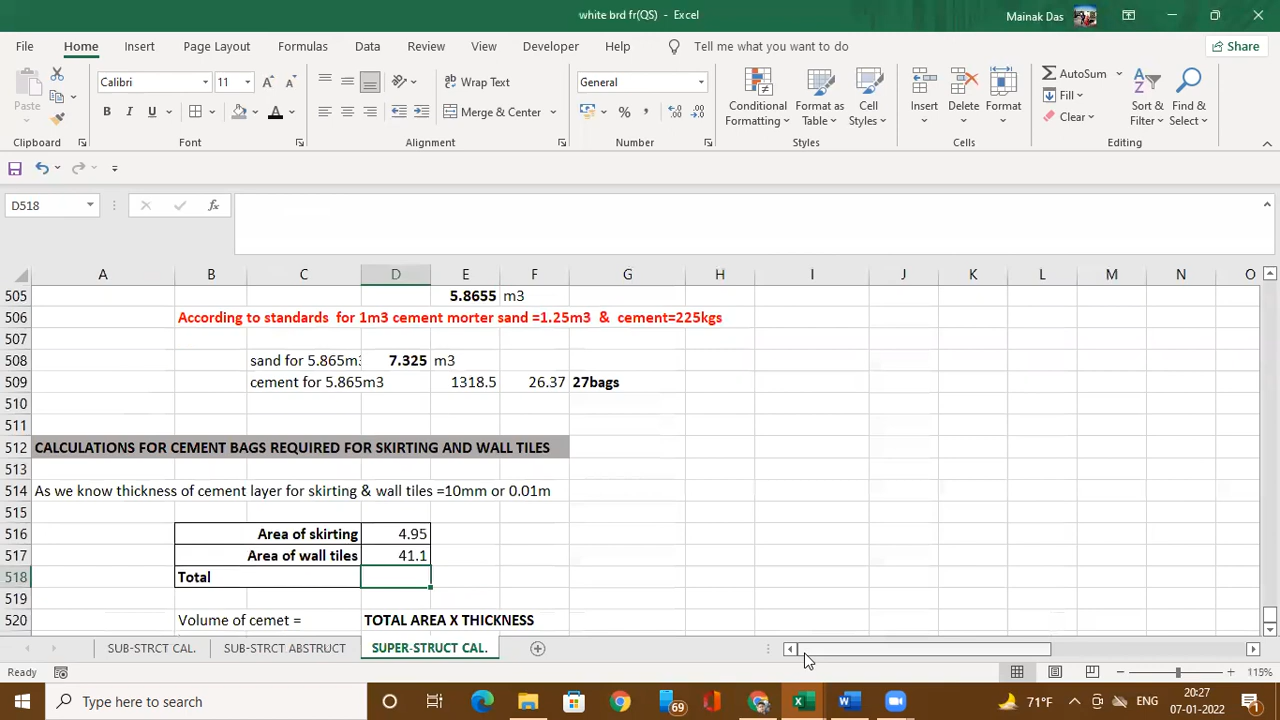 white brd fr(QS) - Excel
Mainak Das
File Home Insert Page Layout Formulas Data Review View Developer Help Tell me what you want to do Share
Paste
Calibri 11
B I U
A A A
Wrap Text
Merge & Center
General
% ,
Conditional Formatting
Format as Table
Cell Styles
Insert Delete Format
AutoSum
Fill
Clear
Sort & Filter
Find & Select
Clipboard Font Alignment Number Styles Cells Editing
D518 fx
A B C D E F G H I J K L M N O
505 5.8655 m3
506 According to standards for 1m3 cement morter sand =1.25m3 & cement=225kgs
507
508 sand for 5.865m3 7.325 m3
509 cement for 5.865m3 1318.5 26.37 27bags
510
511
512 CALCULATIONS FOR CEMENT BAGS REQUIRED FOR SKIRTING AND WALL TILES
513
514 As we know thickness of cement layer for skirting & wall tiles =10mm or 0.01m
515
516 Area of skirting 4.95
517 Area of wall tiles 41.1
518 Total
519
520 Volume of cemet = TOTAL AREA X THICKNESS
SUB-STRCT CAL. SUB-STRCT ABSTRUCT SUPER-STRUCT CAL.
Ready 115%
Type here to search 69 71°F ENG 20:27
07-01-2022 1